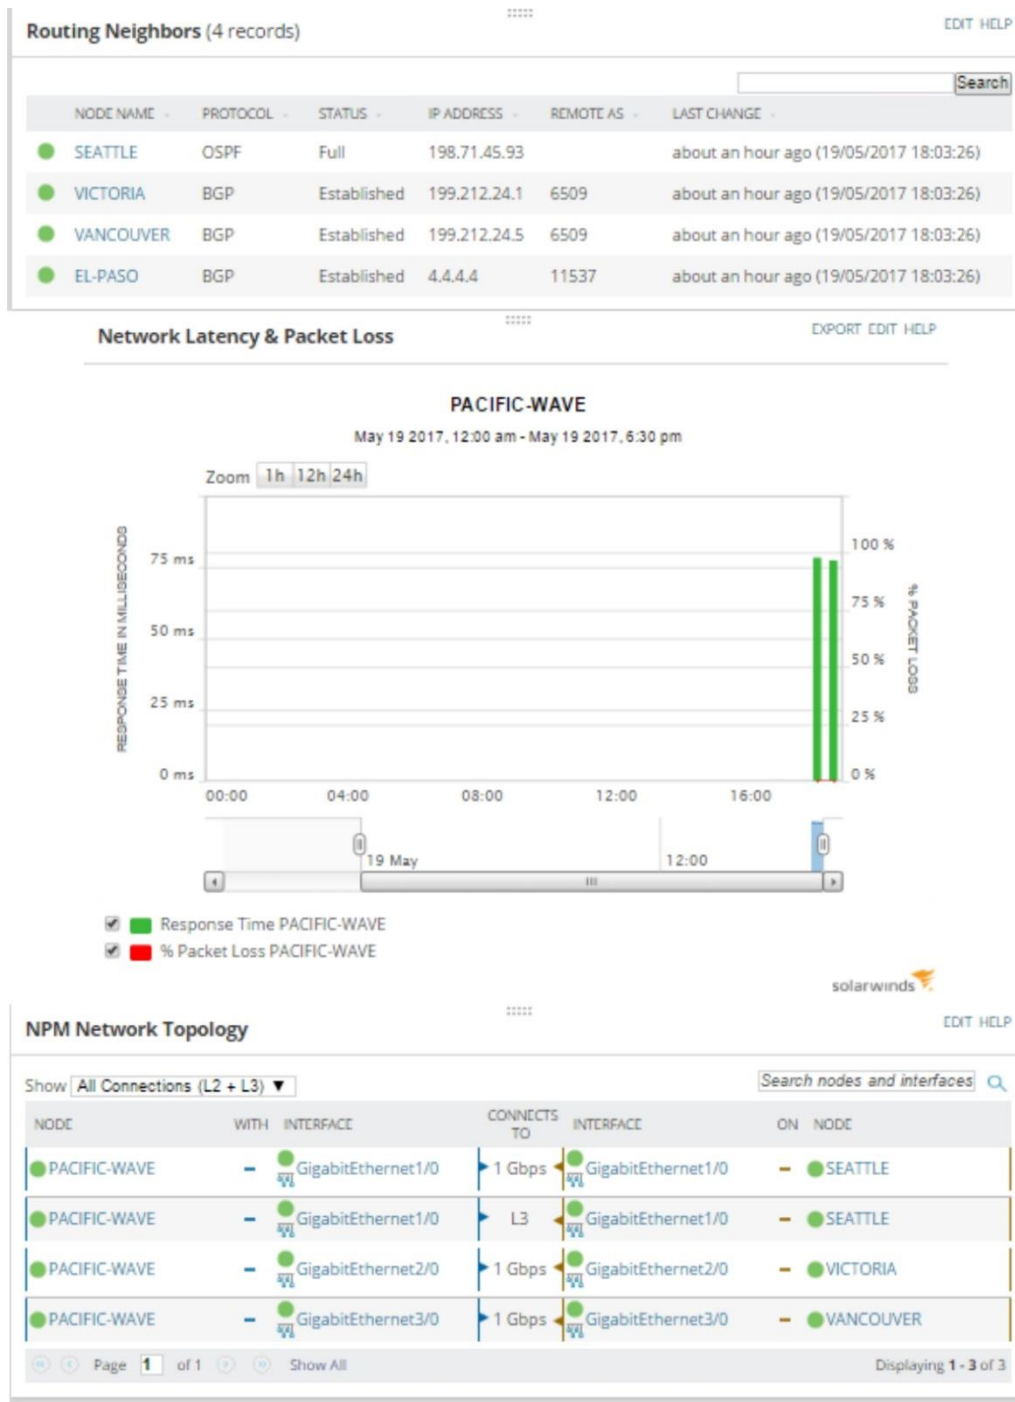 Routing Neighbors (4 records)
EDIT HELP
Search
NODE NAME PROTOCOL STATUS IP ADDRESS REMOTE AS LAST CHANGE
SEATTLE OSPF Full 198.71.45.93 about an hour ago (19/05/2017 18:03:26)
VICTORIA BGP Established 199.212.24.1 6509 about an hour ago (19/05/2017 18:03:26)
VANCOUVER BGP Established 199.212.24.5 6509 about an hour ago (19/05/2017 18:03:26)
EL-PASO BGP Established 4.4.4.4 11537 about an hour ago (19/05/2017 18:03:26)
Network Latency & Packet Loss
EXPORT EDIT HELP
PACIFIC-WAVE
May 19 2017, 12:00 am - May 19 2017, 6:30 pm
Zoom 1h 12h 24h
RESPONSE TIME IN MILLISECONDS
75 ms
50 ms
25 ms
0 ms
100 %
75 %
50 %
25 %
0 %
% PACKET LOSS
00:00 04:00 08:00 12:00 16:00
19 May 12:00
Response Time PACIFIC-WAVE
% Packet Loss PACIFIC-WAVE
solarwinds
NPM Network Topology
EDIT HELP
Show All Connections (L2 + L3) ▼
Search nodes and interfaces
NODE WITH INTERFACE CONNECTS TO INTERFACE ON NODE
PACIFIC-WAVE – GigabitEthernet1/0 1 Gbps GigabitEthernet1/0 – SEATTLE
PACIFIC-WAVE – GigabitEthernet1/0 L3 GigabitEthernet1/0 – SEATTLE
PACIFIC-WAVE – GigabitEthernet2/0 1 Gbps GigabitEthernet2/0 – VICTORIA
PACIFIC-WAVE – GigabitEthernet3/0 1 Gbps GigabitEthernet3/0 – VANCOUVER
Page 1 of 1 Show All
Displaying 1 - 3 of 3